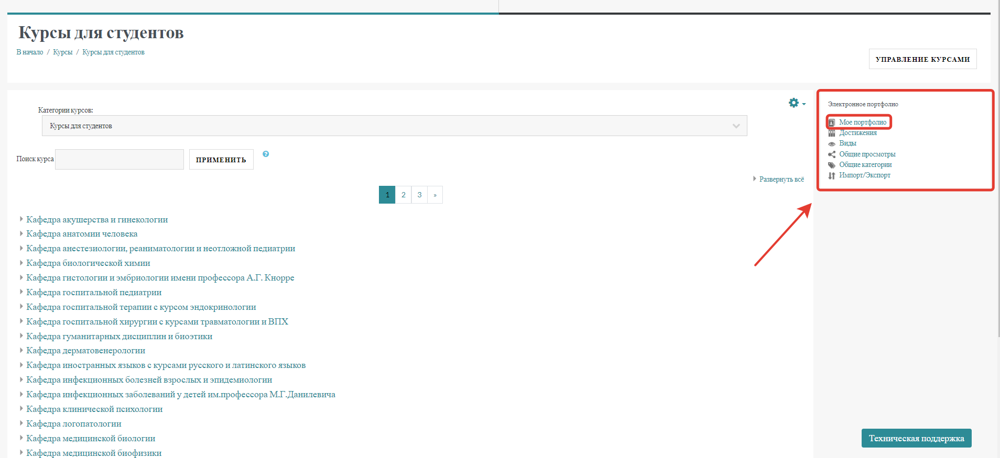 Курсы для студентов
В начало / Курсы / Курсы для студентов
УПРАВЛЕНИЕ КУРСАМИ
Категории курсов:
Курсы для студентов
Поиск курса
ПРИМЕНИТЬ
?
Развернуть всё
1 2 3 »
Кафедра акушерства и гинекологии
Кафедра анатомии человека
Кафедра анестезиологии, реаниматологии и неотложной педиатрии
Кафедра биологической химии
Кафедра гистологии и эмбриологии имени профессора А.Г. Кнорре
Кафедра госпитальной педиатрии
Кафедра госпитальной терапии с курсом эндокринологии
Кафедра госпитальной хирургии с курсами травматологии и ВПХ
Кафедра гуманитарных дисциплин и биоэтики
Кафедра дерматовенерологии
Кафедра иностранных языков с курсами русского и латинского языков
Кафедра инфекционных болезней взрослых и эпидемиологии
Кафедра инфекционных заболеваний у детей им.профессора М.Г.Данилевича
Кафедра клинической психологии
Кафедра логопатологии
Кафедра медицинской биологии
Кафедра медицинской биофизики
Электронное портфолио
Мое портфолио
Достижения
Виды
Общие просмотры
Общие категории
Импорт/Экспорт
Техническая поддержка